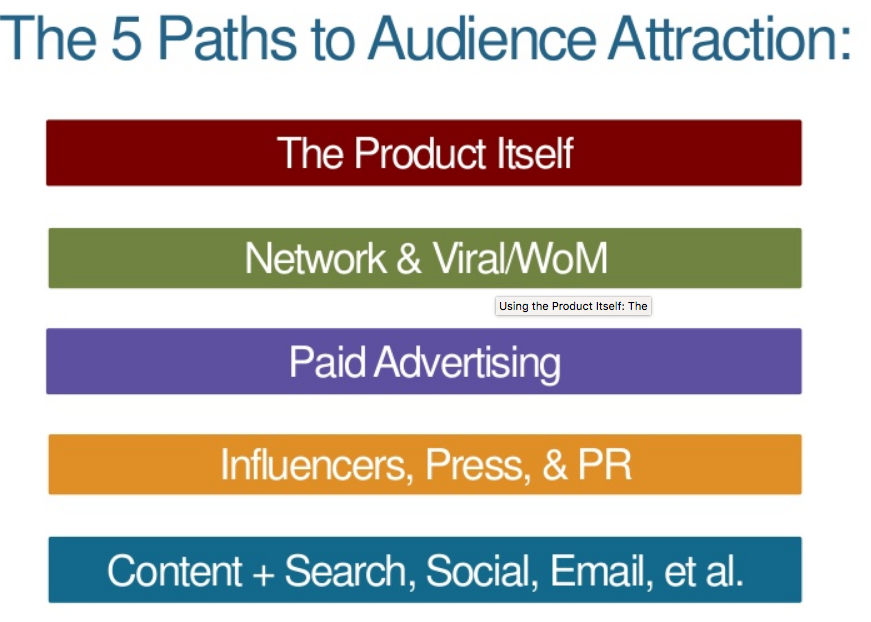 The 5 Paths to Audience Attraction:
The Product Itself
Network & Viral/WoM
Using the Product Itself: The
Paid Advertising
Influencers, Press, & PR
Content + Search, Social, Email, et al.